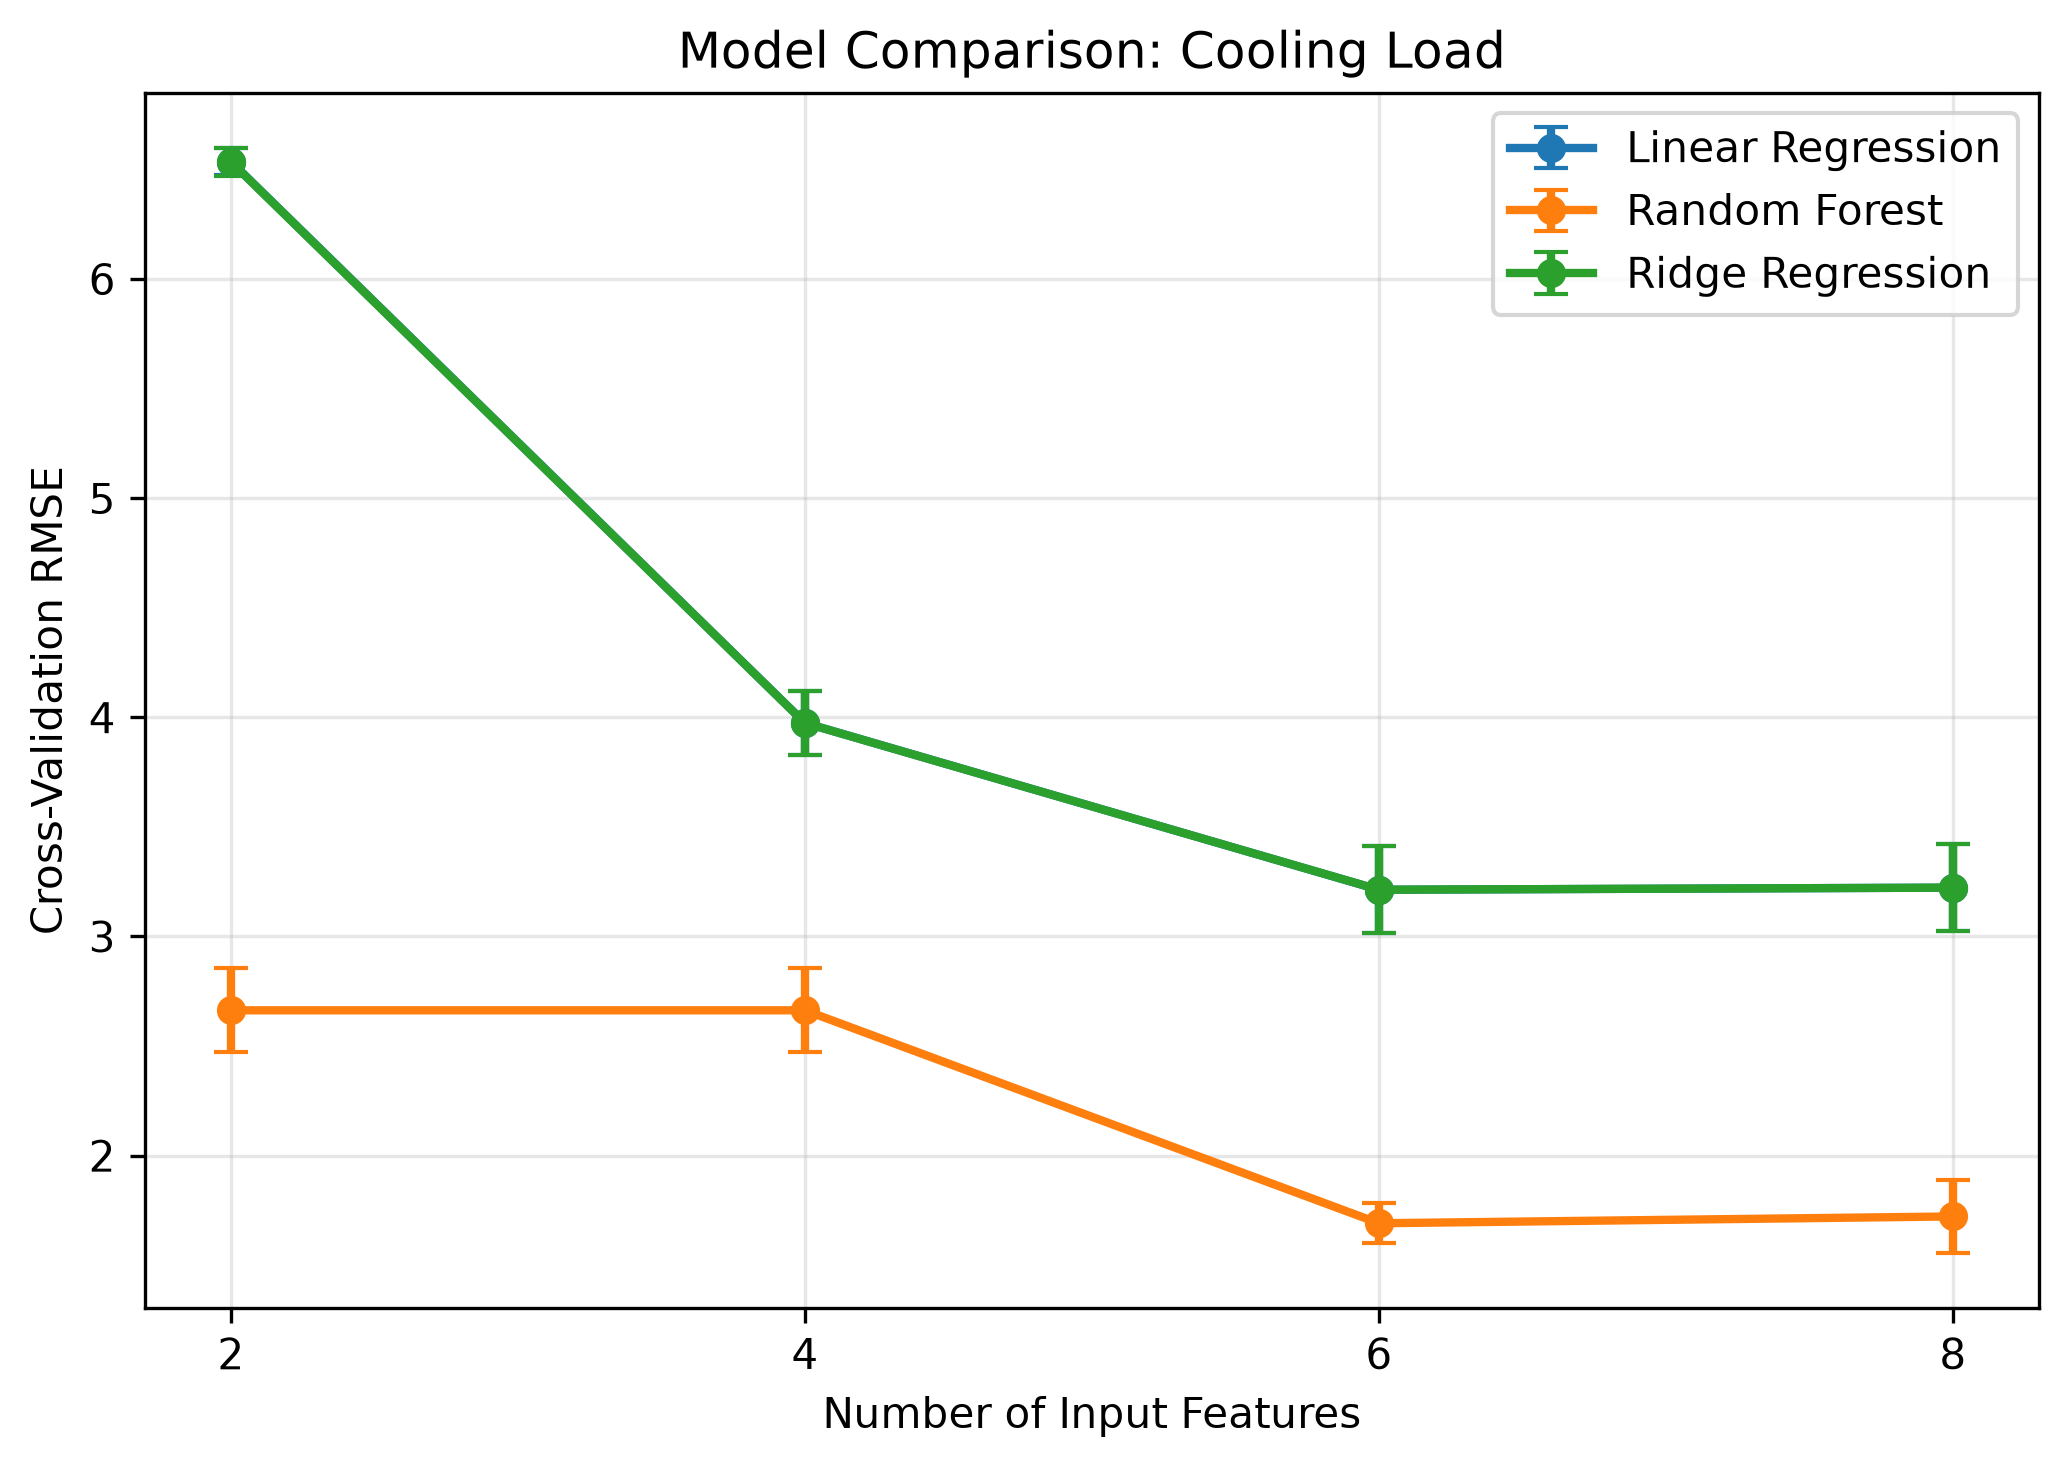 Model Comparison: Cooling Load
Linear Regression
Random Forest
Ridge Regression
Cross-Validation RMSE
6
5
4
3
2
2 4 6 8
Number of Input Features